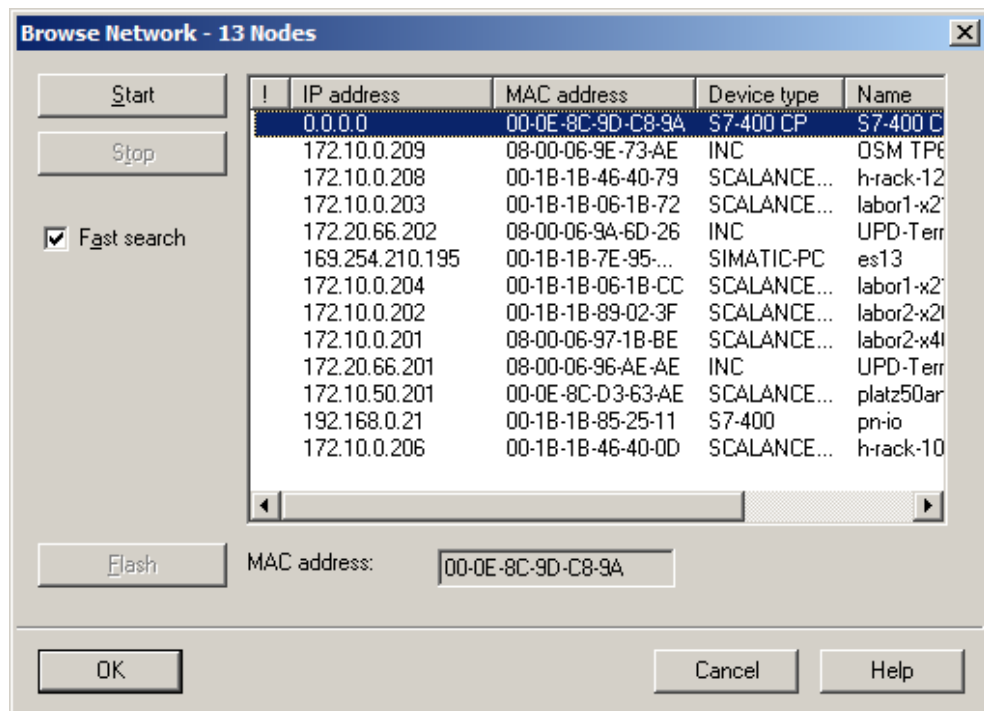 Browse Network - 13 Nodes
Start
Stop
Fast search
! IP address MAC address Device type Name
0.0.0.0 00-0E-8C-9D-C8-9A S7-400 CP S7-400 C
172.10.0.209 08-00-06-9E-73-AE INC OSM TP6
172.10.0.208 00-1B-1B-46-40-79 SCALANCE... h-rack-12
172.10.0.203 00-1B-1B-06-1B-72 SCALANCE... labor1-x2
172.20.66.202 08-00-06-9A-6D-26 INC UPD-Terr
169.254.210.195 00-1B-1B-7E-95-... SIMATIC-PC es13
172.10.0.204 00-1B-1B-06-1B-CC SCALANCE... labor1-x2
172.10.0.202 00-1B-1B-89-02-3F SCALANCE... labor2-x20
172.10.0.201 08-00-06-97-1B-BE SCALANCE... labor2-x40
172.20.66.201 08-00-06-96-AE-AE INC UPD-Terr
172.10.50.201 00-0E-8C-D3-63-AE SCALANCE... platz50an
192.168.0.21 00-1B-1B-85-25-11 S7-400 pn-io
172.10.0.206 00-1B-1B-46-40-0D SCALANCE... h-rack-10
Flash
MAC address: 00-0E-8C-9D-C8-9A
OK
Cancel
Help